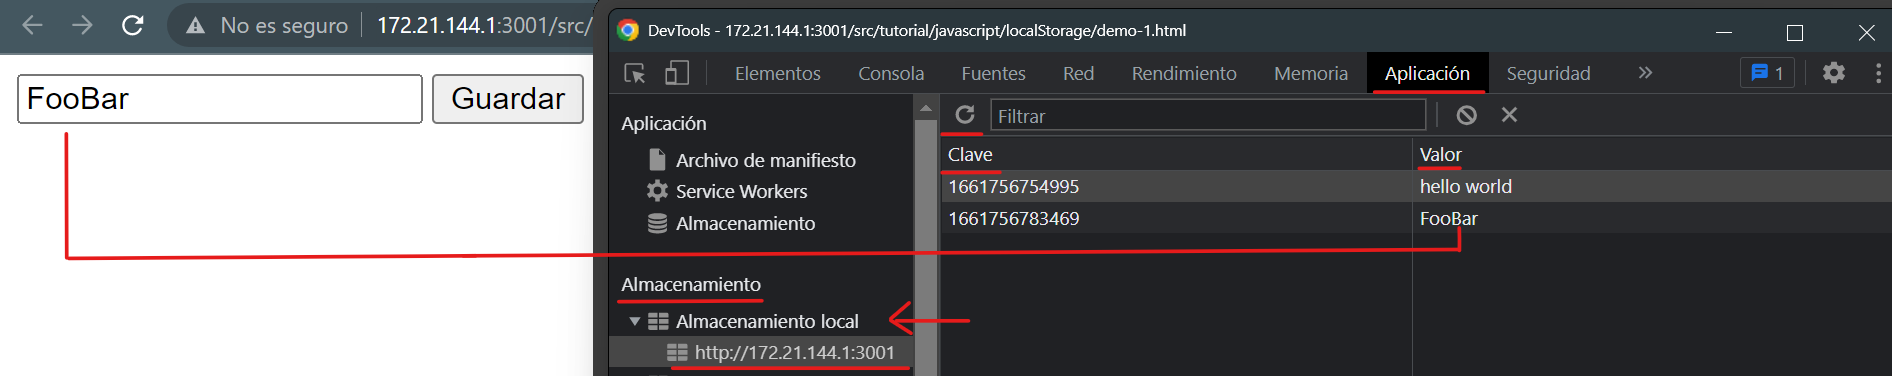 No es seguro | 172.21.144.1:3001/src/
FooBar
Guardar
DevTools - 172.21.144.1:3001/src/tutorial/javascript/localStorage/demo-1.html
Elementos Consola Fuentes Red Rendimiento Memoria Aplicación Seguridad » 1
Filtrar
Aplicación
Archivo de manifiesto
Service Workers
Almacenamiento
Almacenamiento
Almacenamiento local
http://172.21.144.1:3001
Clave Valor
1661756754995 hello world
1661756783469 FooBar